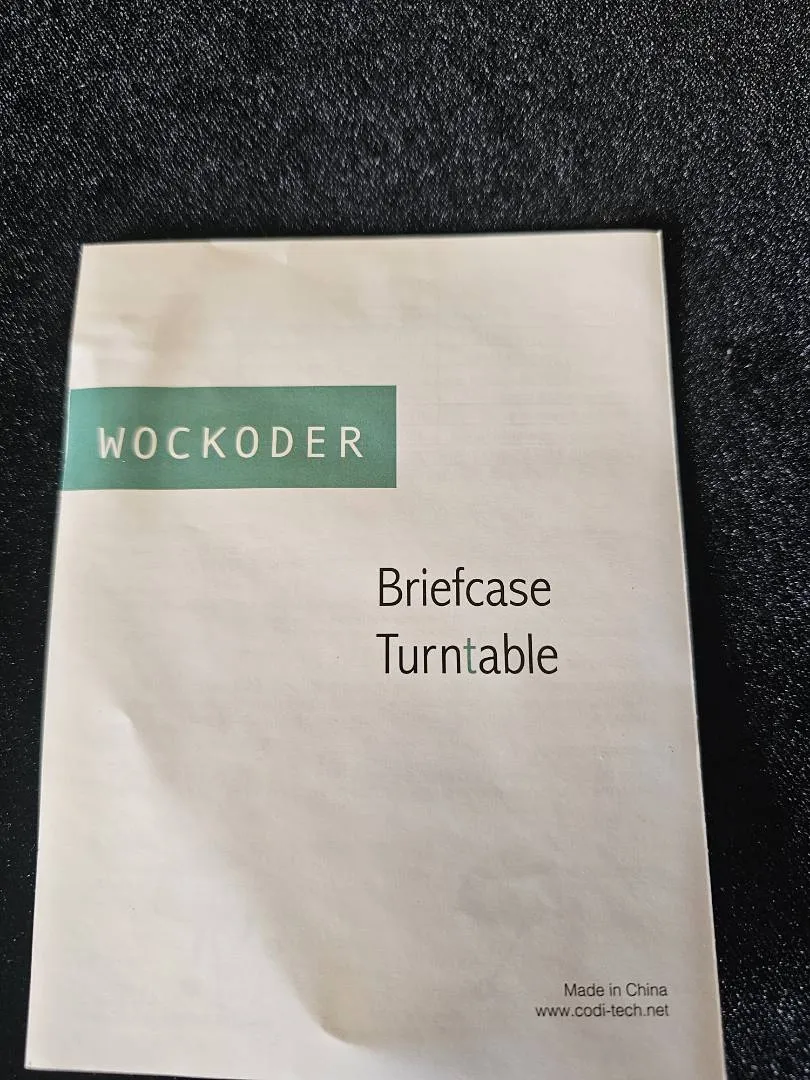 WOCKODER
Briefcase
Turntable
Made in China
www.codi-tech.net